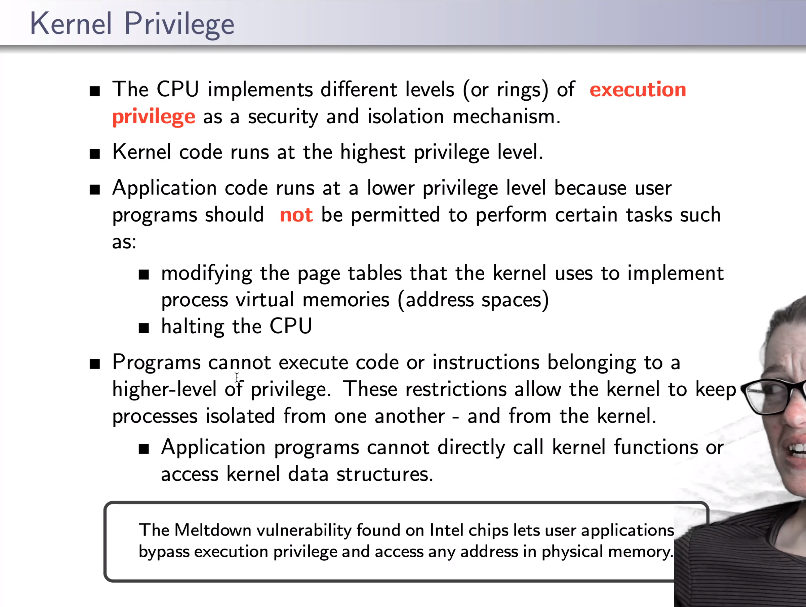 Kernel Privilege
The CPU implements different levels (or rings) of execution
privilege as a security and isolation mechanism.
Kernel code runs at the highest privilege level.
Application code runs at a lower privilege level because user
programs should not be permitted to perform certain tasks such
as:
modifying the page tables that the kernel uses to implement
process virtual memories (address spaces)
halting the CPU
Programs cannot execute code or instructions belonging to a
higher-level of privilege. These restrictions allow the kernel to keep
processes isolated from one another - and from the kernel.
Application programs cannot directly call kernel functions or
access kernel data structures.
The Meltdown vulnerability found on Intel chips lets user applications
bypass execution privilege and access any address in physical memory.